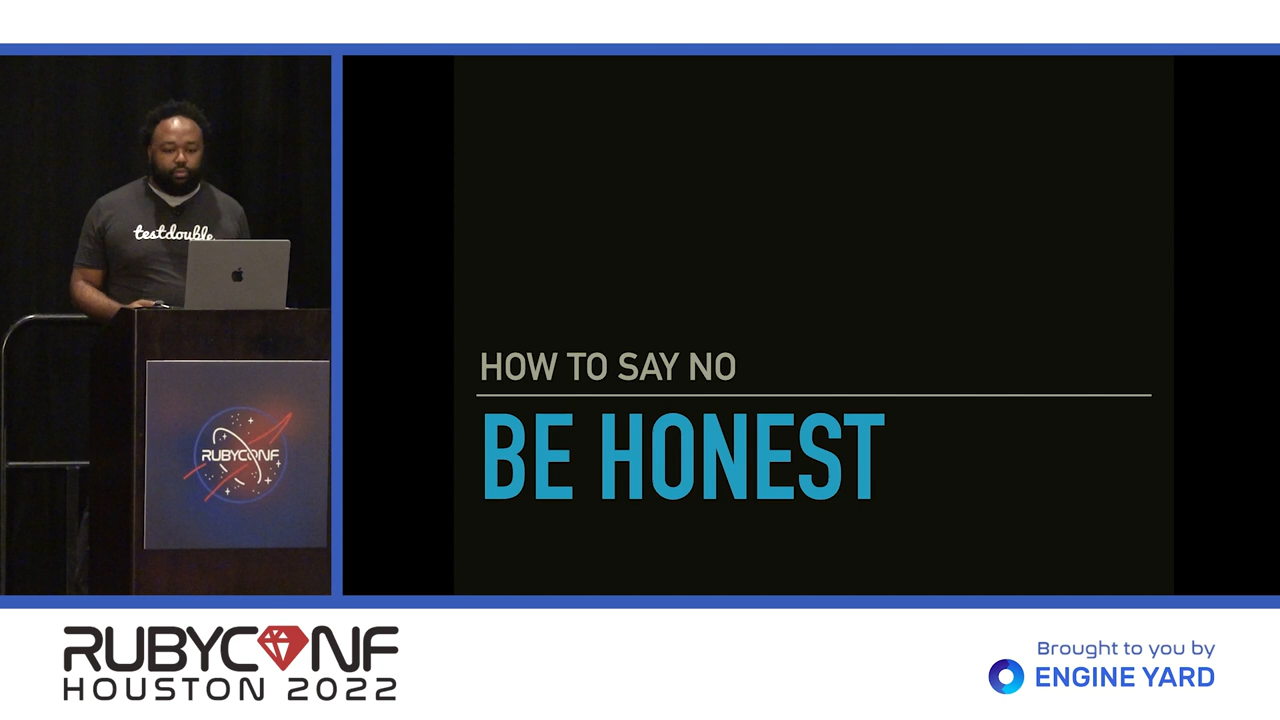 testdouble.
RUBYCONF
HOW TO SAY NO
BE HONEST
RUBYCONF
HOUSTON 2022
Brought to you by
ENGINE YARD